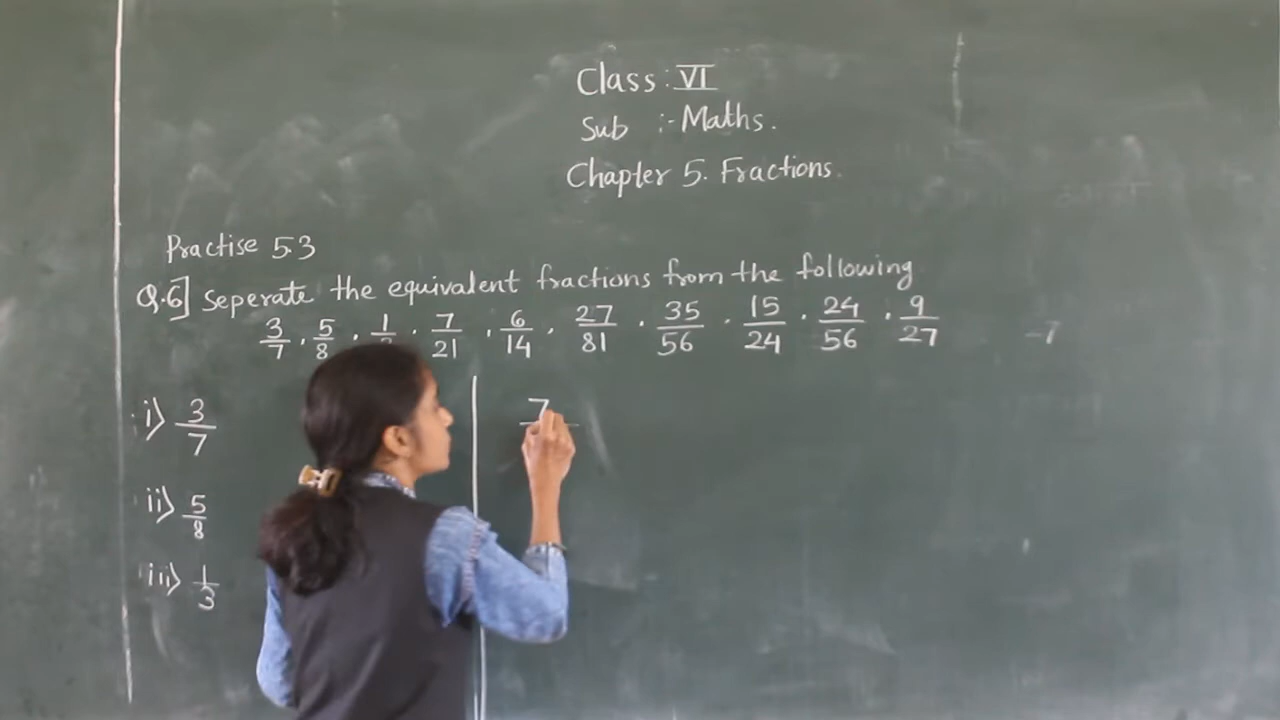 Class : VI
Sub :- Maths.
Chapter 5. Fractions.
Practise 5.3
Q.6] Seperate the equivalent fractions from the following
3/7 . 5/8 . 1/ . 7/21 . 6/14 . 27/81 . 35/56 . 15/24 . 24/56 . 9/27
i) 3/7
ii) 5/8
iii) 1/3
7